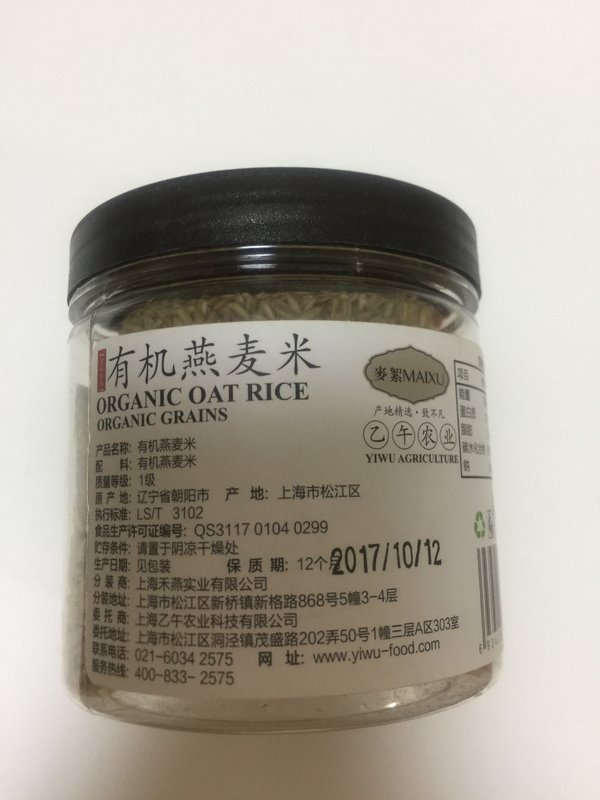 有机燕麦米
ORGANIC OAT RICE
ORGANIC GRAINS
麥絮MAIXU
产地精选·致不凡
乙午农业
YIWU AGRICULTURE
产品名称: 有机燕麦米
配 料: 有机燕麦米
质量等级: 1级
原 产 地: 辽宁省朝阳市 产 地: 上海市松江区
执行标准: LS/T 3102
食品生产许可证编号: QS3117 0104 0299
贮存条件: 请置于阴凉干燥处
生产日期: 见包装 保 质 期: 12个月
2017/10/12
分 装 商: 上海禾燕实业有限公司
分装地址: 上海市松江区新桥镇新格路868号5幢3-4层
委 托 商: 上海乙午农业科技有限公司
委托地址: 上海市松江区洞泾镇茂盛路202弄50号1幢三层A区303室
联系电话: 021-6034 2575 网 址: www.yiwu-food.com
服务热线: 400-833-2575
项目
能量
蛋白质
脂肪
碳水化合物
钠